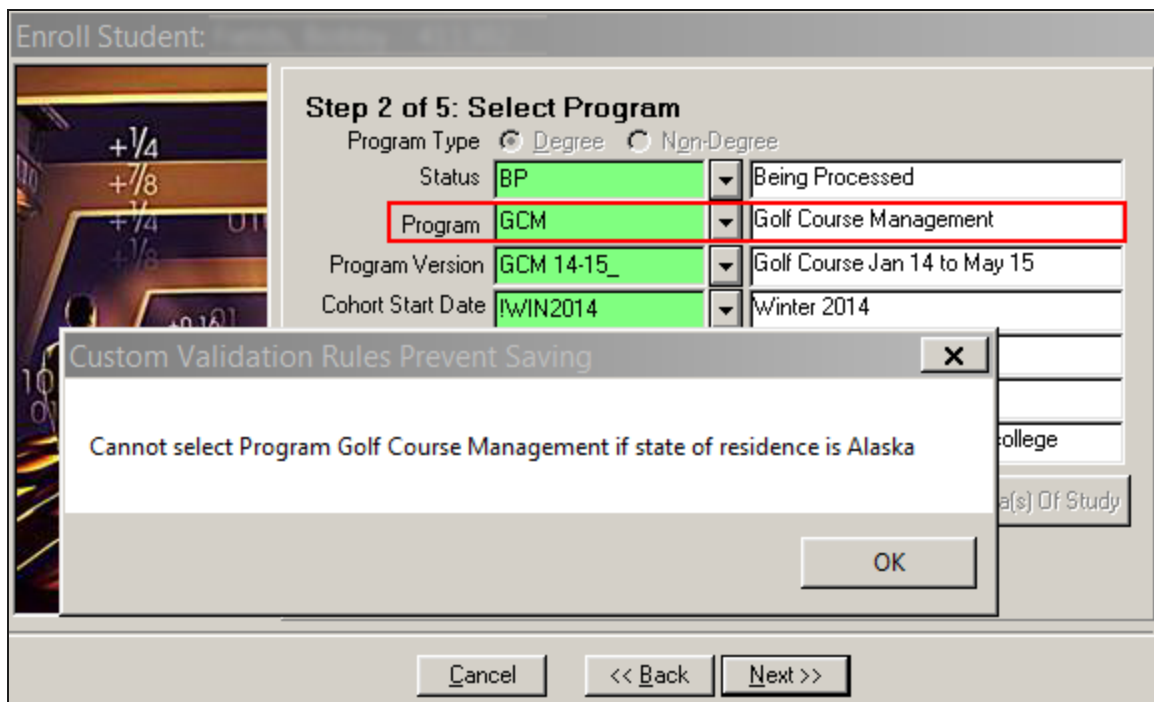 Enroll Student:
Step 2 of 5: Select Program
Program Type Degree Non-Degree
Status BP Being Processed
Program GCM Golf Course Management
Program Version GCM 14-15_ Golf Course Jan 14 to May 15
Cohort Start Date !WIN2014 Winter 2014
Custom Validation Rules Prevent Saving
Cannot select Program Golf Course Management if state of residence is Alaska
college
a(s) Of Study
OK
Cancel << Back Next >>
+1/4
+7/8
+1/4
+1/8